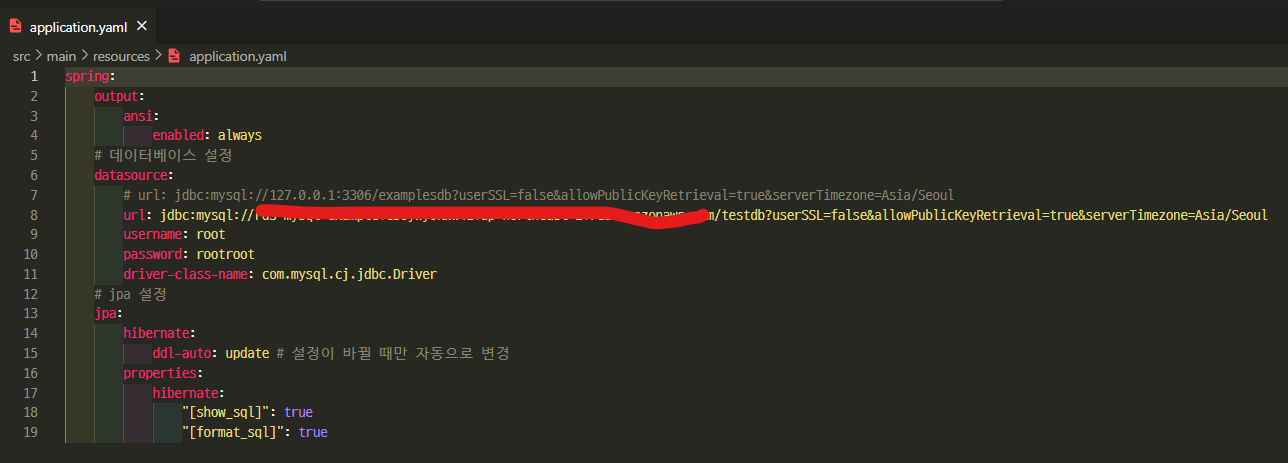 application.yaml
src > main > resources > application.yaml
1 spring:
2 output:
3 ansi:
4 enabled: always
5 # 데이터베이스 설정
6 datasource:
7 # url: jdbc:mysql://127.0.0.1:3306/examplesdb?userSSL=false&allowPublicKeyRetrieval=true&serverTimezone=Asia/Seoul
8 url: jdbc:mysql:// /testdb?userSSL=false&allowPublicKeyRetrieval=true&serverTimezone=Asia/Seoul
9 username: root
10 password: rootroot
11 driver-class-name: com.mysql.cj.jdbc.Driver
12 # jpa 설정
13 jpa:
14 hibernate:
15 ddl-auto: update # 설정이 바뀔 때만 자동으로 변경
16 properties:
17 hibernate:
18 "[show_sql]": true
19 "[format_sql]": true